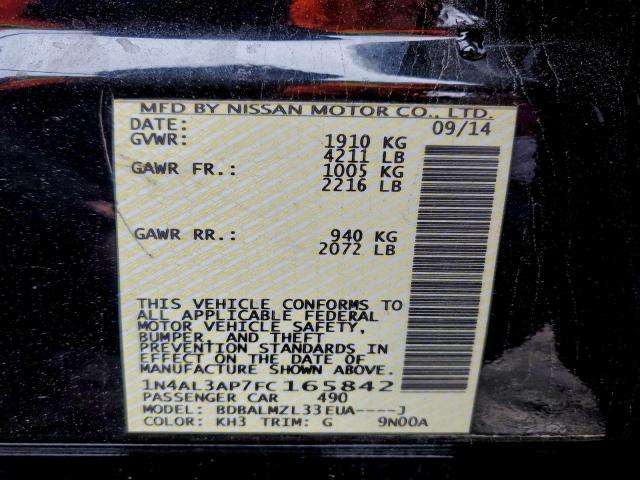 MFD BY NISSAN MOTOR CO., LTD.
DATE: 09/14
GVWR: 1910 KG
4211 LB
GAWR FR.: 1005 KG
2216 LB
GAWR RR.: 940 KG
2072 LB
THIS VEHICLE CONFORMS TO
ALL APPLICABLE FEDERAL
MOTOR VEHICLE SAFETY,
BUMPER, AND THEFT
PREVENTION STANDARDS IN
EFFECT ON THE DATE OF
MANUFACTURE SHOWN ABOVE.
1N4AL3AP7FC165842
PASSENGER CAR 490
MODEL: BDBALMZL33EUA----J
COLOR: KH3 TRIM: G 9N00A